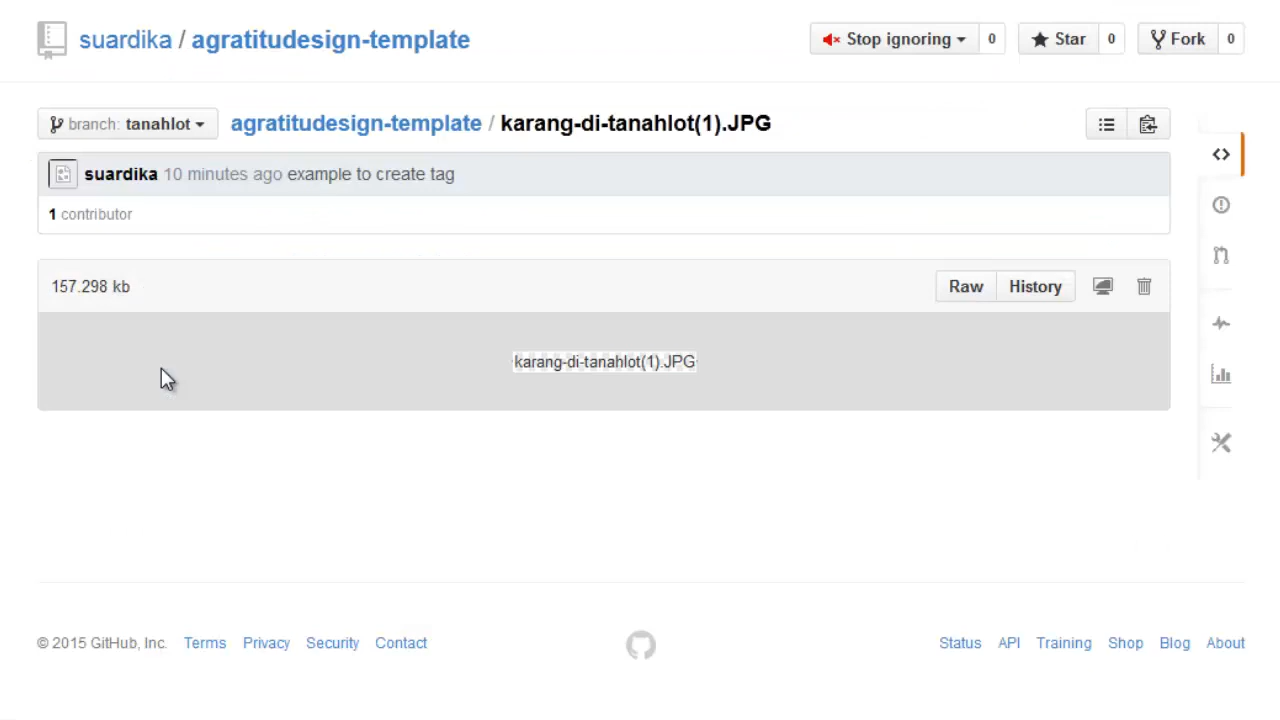 suardika / agratitudesign-template
Stop ignoring 0
Star 0
Fork 0
branch: tanahlot
agratitudesign-template / karang-di-tanahlot(1).JPG
suardika 10 minutes ago example to create tag
1 contributor
157.298 kb
Raw History
karang-di-tanahlot(1).JPG
© 2015 GitHub, Inc. Terms Privacy Security Contact
Status API Training Shop Blog About